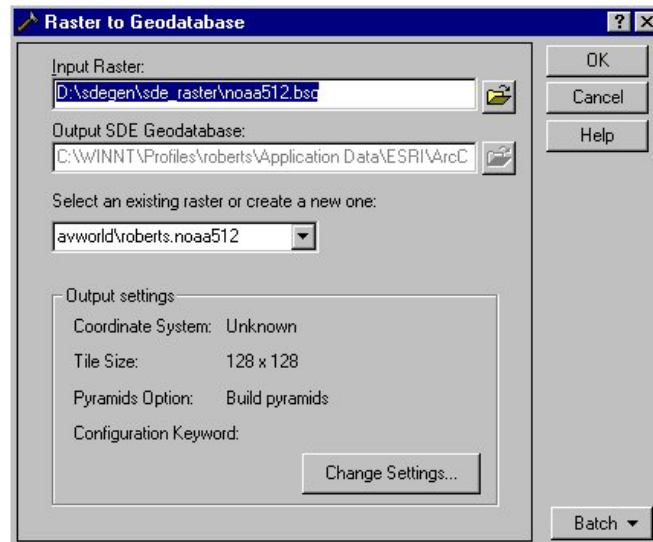 Raster to Geodatabase
Input Raster:
D:\sdegen\sde_raster\noaa512.bsq
Output SDE Geodatabase:
C:\WINNT\Profiles\roberts\Application Data\ESRI\ArcC
Select an existing raster or create a new one:
avworld\roberts.noaa512
Output settings
Coordinate System: Unknown
Tile Size: 128 x 128
Pyramids Option: Build pyramids
Configuration Keyword:
Change Settings...
OK
Cancel
Help
Batch